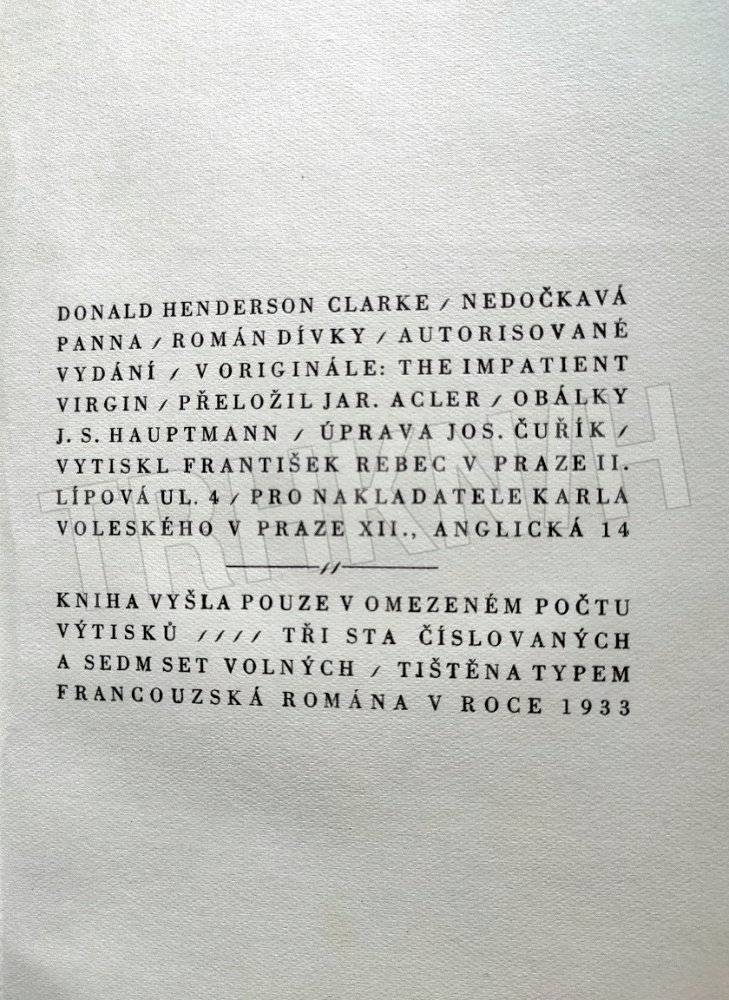 DONALD HENDERSON CLARKE / NEDOČKAVÁ
PANNA / ROMÁN DÍVKY / AUTORISOVANÉ
VYDÁNÍ / V ORIGINÁLE: THE IMPATIENT
VIRGIN / PŘELOŽIL JAR. ACLER / OBÁLKY
J. S. HAUPTMANN / ÚPRAVA JOS. ČUŘÍK /
VYTISKL FRANTIŠEK REBEC V PRAZE II.
LÍPOVÁ UL. 4 / PRO NAKLADATELE KARLA
VOLESKÉHO V PRAZE XII., ANGLICKÁ 14
KNIHA VYŠLA POUZE V OMEZENÉM POČTU
VÝTISKŮ //// TŘI STA ČÍSLOVANÝCH
A SEDM SET VOLNÝCH / TIŠTĚNA TYPEM
FRANCOUZSKÁ ROMÁNA V ROCE 1933
TRHKNIH